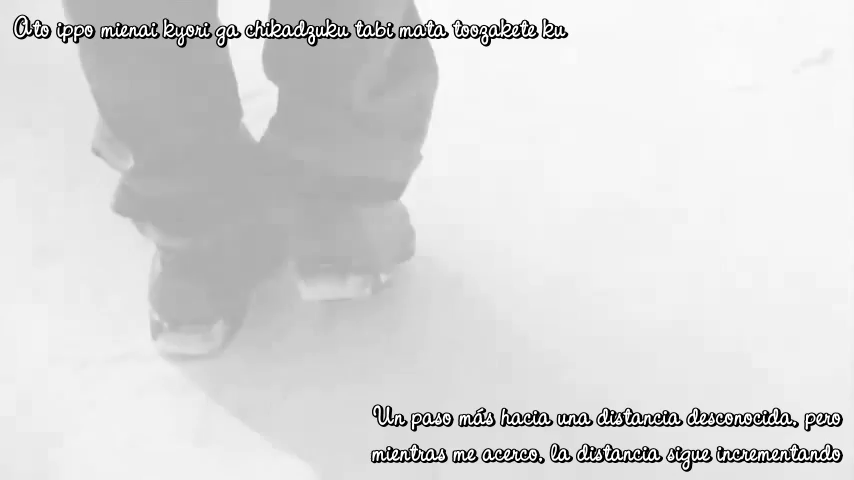 Ato ippo mienai kyori ga chikadzuku tabi mata toozakete ku
Un paso más hacia una distancia desconocida, pero
mientras me acerco, la distancia sigue incrementando